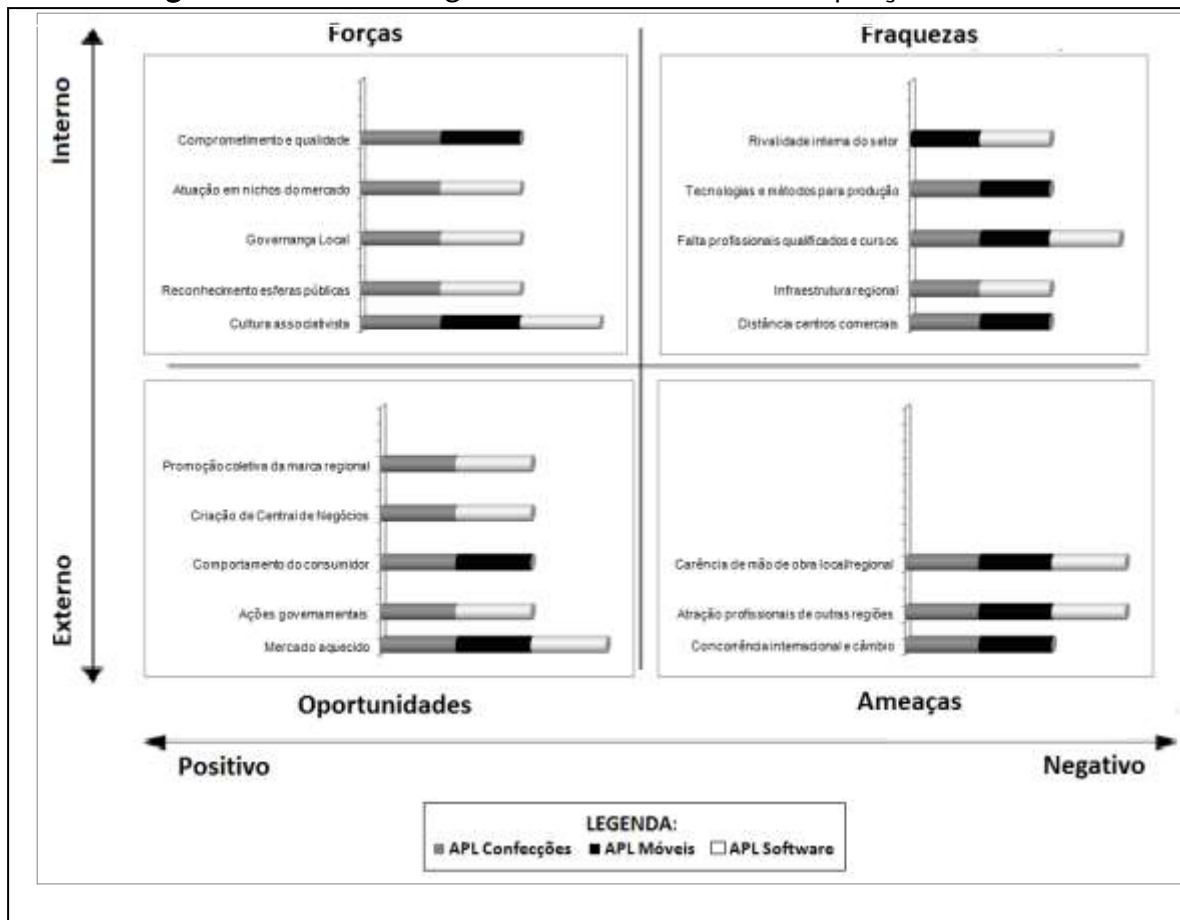 Forças
Fraquezas
Interno
Comprometimento e qualidade
Atuação em nichos do mercado
Governança Local
Reconhecimento esferas públicas
Cultura associativista
Rivalidade interna do setor
Tecnologias e métodos para produção
Falta profissionais qualificados e cursos
Infraestrutura regional
Distância centros comerciais
Externo
Promoção coletiva da marca regional
Criação de Central de Negócios
Comportamento do consumidor
Ações governamentais
Mercado aquecido
Carência de mão de obra local/regional
Atração profissionais de outras regiões
Concorrência internacional e câmbio
Oportunidades
Ameaças
Positivo
Negativo
LEGENDA:
APL Confecções APL Móveis APL Software